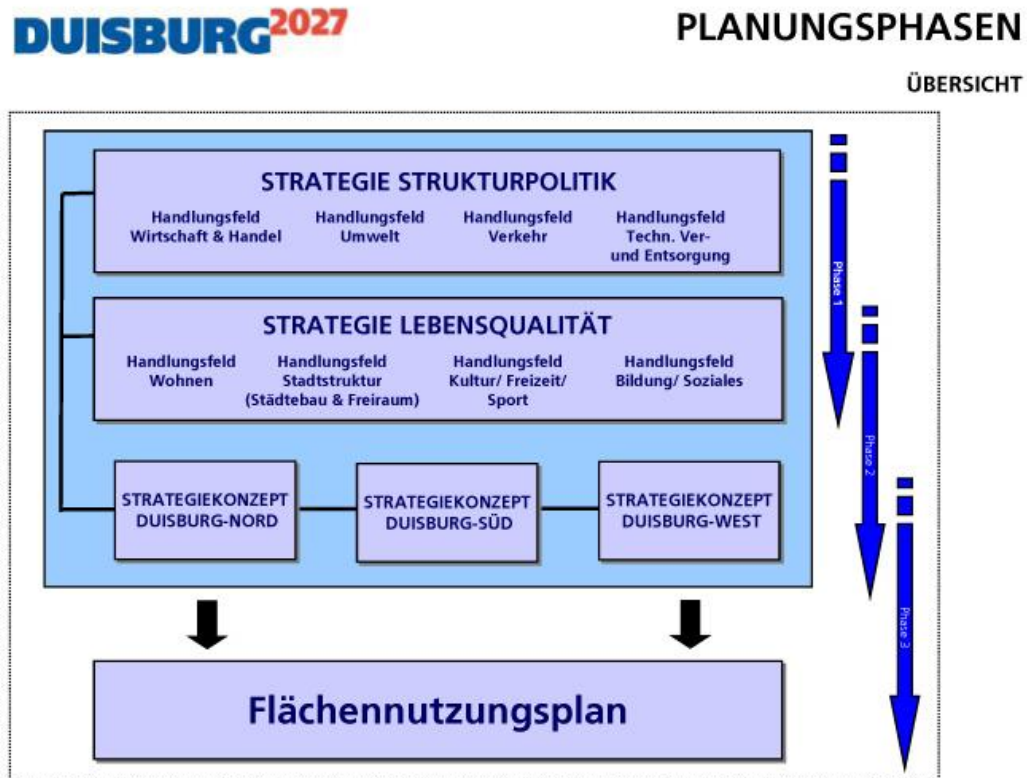 DUISBURG2027
PLANUNGSPHASEN
ÜBERSICHT
STRATEGIE STRUKTURPOLITIK
Handlungsfeld
Wirtschaft & Handel
Handlungsfeld
Umwelt
Handlungsfeld
Verkehr
Handlungsfeld
Techn. Ver-
und Entsorgung
Phase 1
STRATEGIE LEBENSQUALITÄT
Handlungsfeld
Wohnen
Handlungsfeld
Stadtstruktur
(Städtebau & Freiraum)
Handlungsfeld
Kultur/ Freizeit/
Sport
Handlungsfeld
Bildung/ Soziales
Phase 2
STRATEGIEKONZEPT
DUISBURG-NORD
STRATEGIEKONZEPT
DUISBURG-SÜD
STRATEGIEKONZEPT
DUISBURG-WEST
Phase 3
Flächennutzungsplan